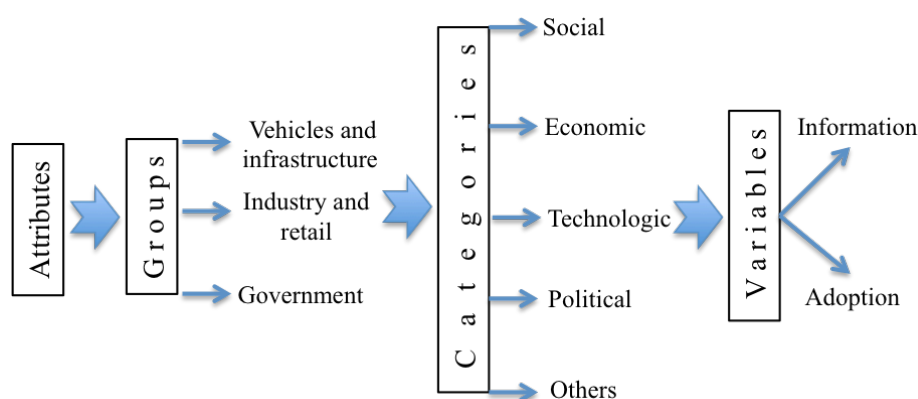 Attributes
Groups
Vehicles and
infrastructure
Industry and
retail
Government
Categories
Social
Economic
Technologic
Political
Others
Variables
Information
Adoption